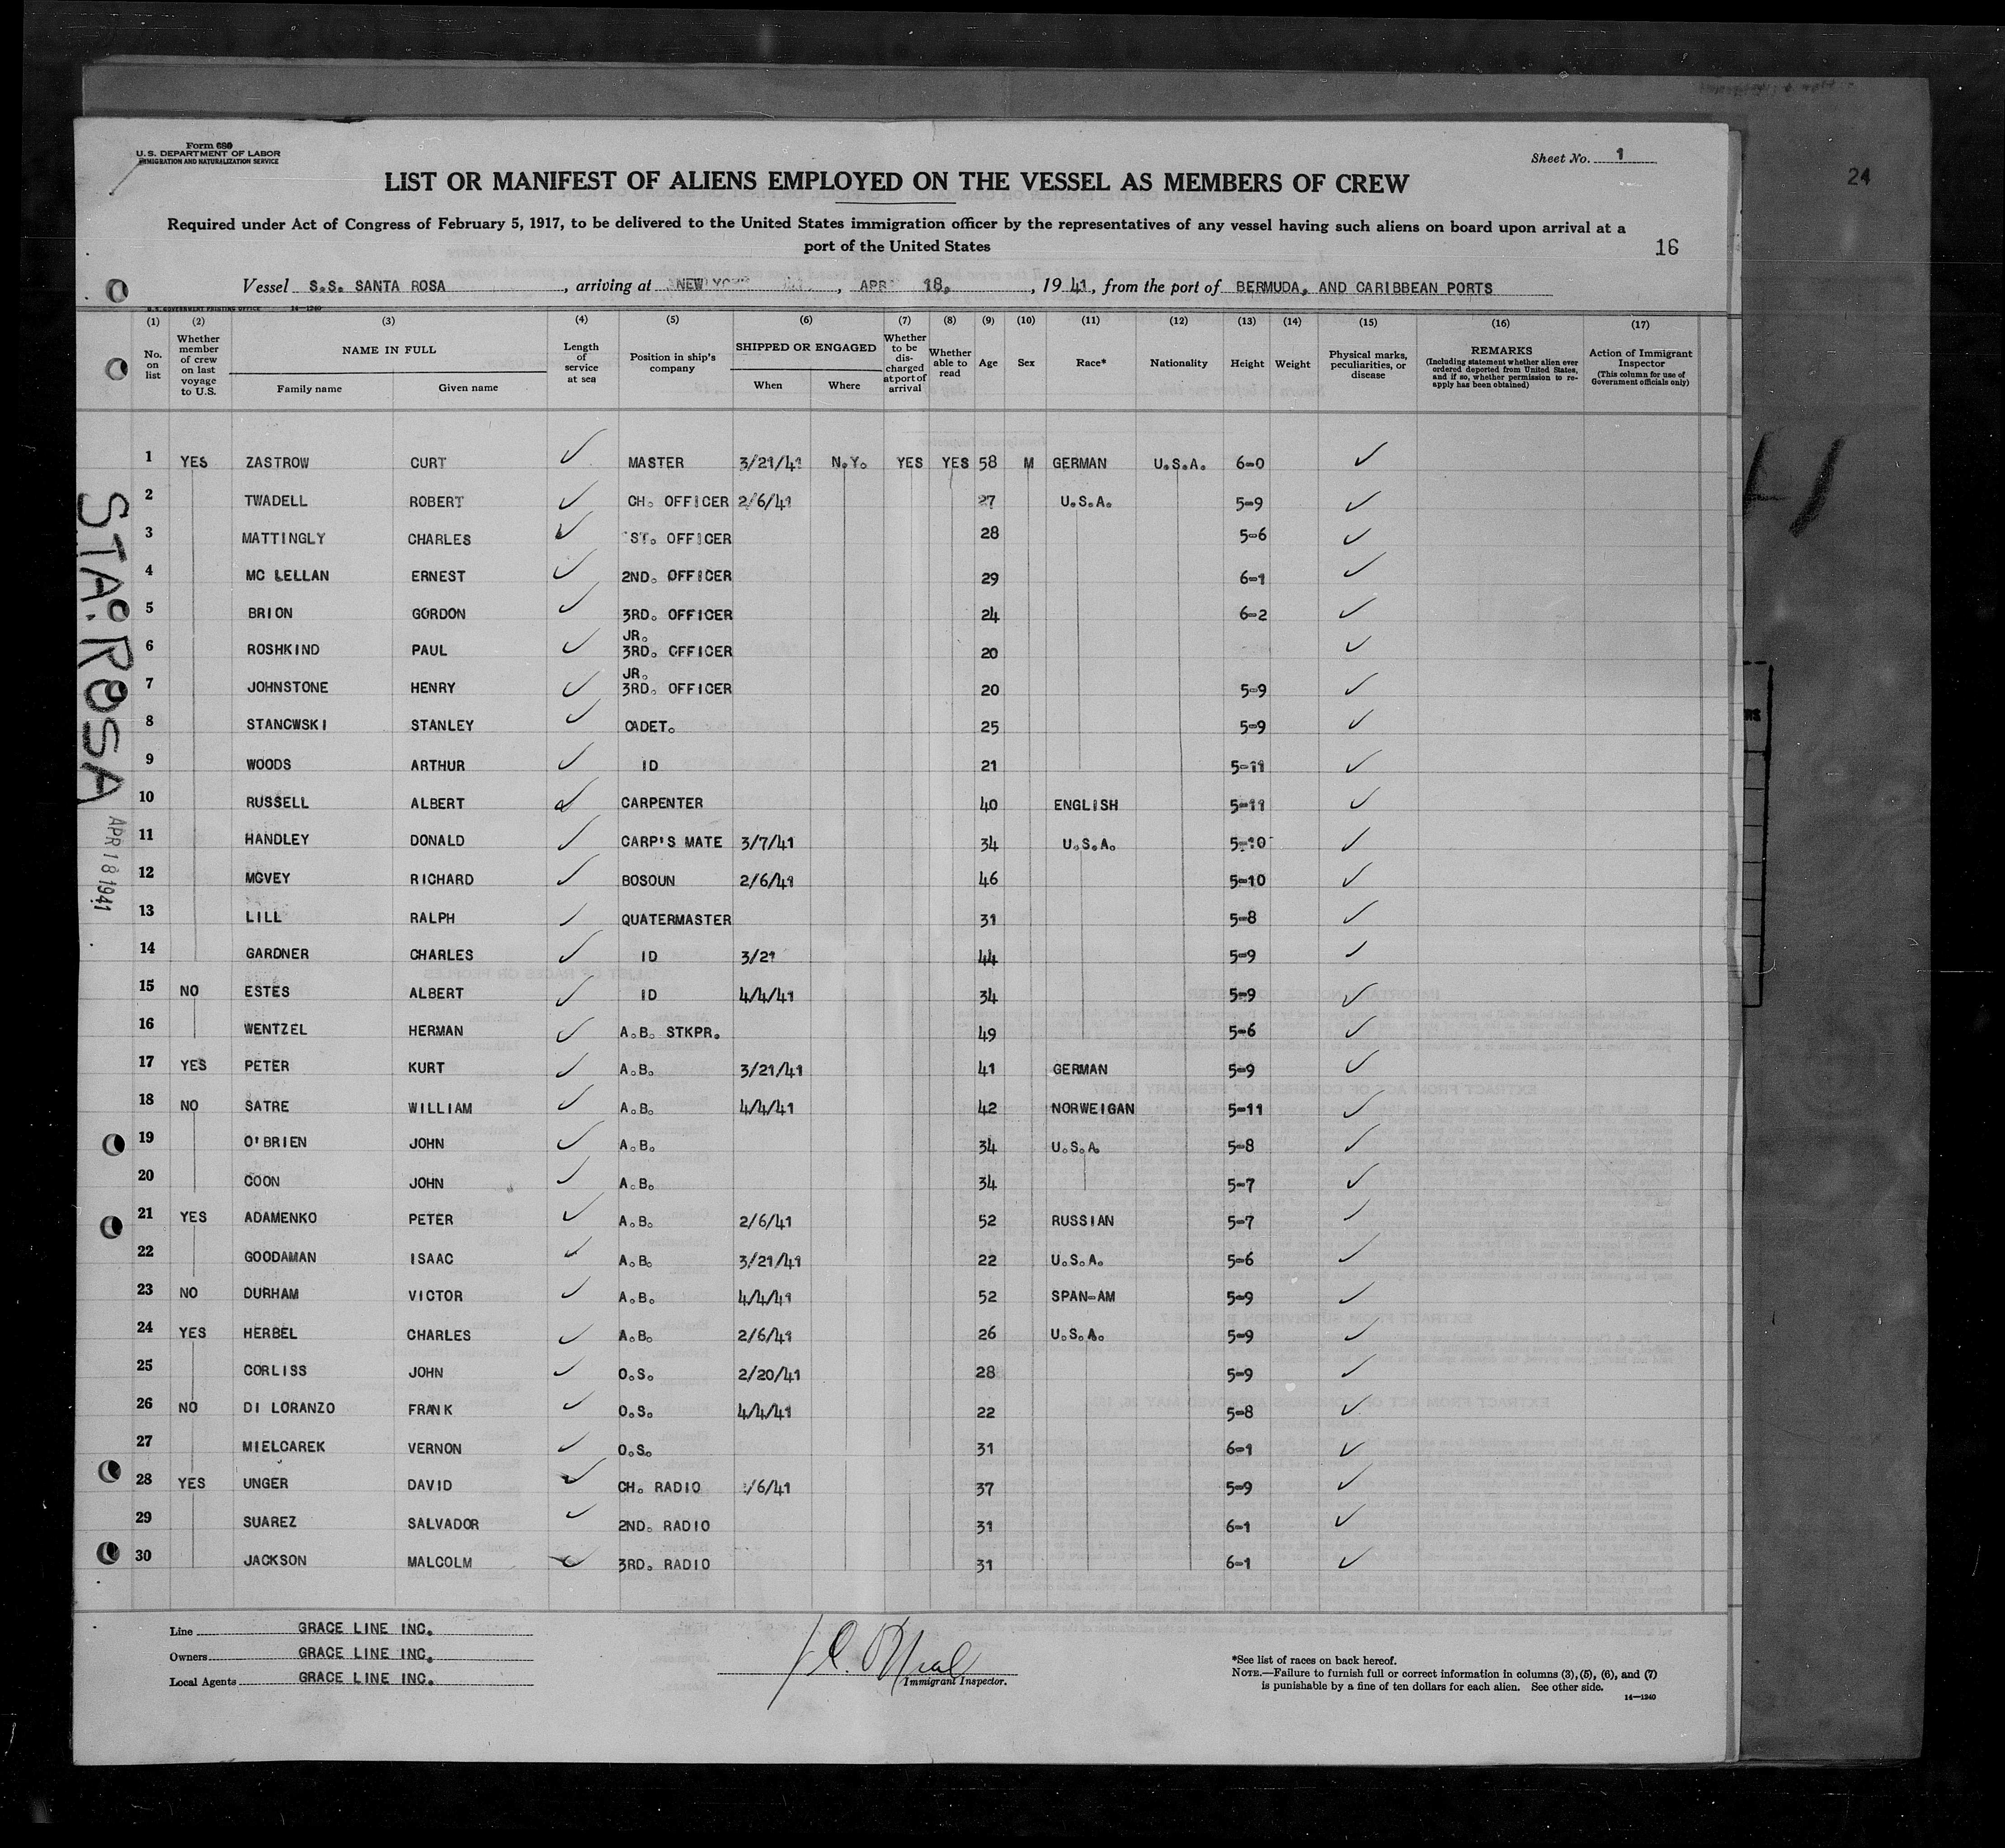 Form 680
U.S. DEPARTMENT OF LABOR
IMMIGRATION AND NATURALIZATION SERVICE
Sheet No. 1
24
LIST OR MANIFEST OF ALIENS EMPLOYED ON THE VESSEL AS MEMBERS OF CREW
Required under Act of Congress of February 5, 1917, to be delivered to the United States immigration officer by the representatives of any vessel having such aliens on board upon arrival at a
port of the United States
16
Vessel S.S. SANTA ROSA, arriving at NEW YORK, APR 18, 1941, from the port of BERMUDA, AND CARIBBEAN PORTS
U.S. GOVERNMENT PRINTING OFFICE 14-1240
(1) (2) (3) (4) (5) (6) (7) (8) (9) (10) (11) (12) (13) (14) (15) (16) (17)
No. on list
Whether member of crew on last voyage to U.S.
NAME IN FULL
Family name Given name
Length of service at sea
Position in ship's company
SHIPPED OR ENGAGED
When Where
Whether to be discharged at port of arrival
Whether able to read
Age
Sex
Race*
Nationality
Height
Weight
Physical marks, peculiarities, or disease
REMARKS
(Including statement whether alien ever ordered deported from United States, and if so, whether permission to re-apply has been obtained)
Action of Immigrant Inspector
(This column for use of Government officials only)
1 YES ZASTROW CURT ✓ MASTER 3/21/41 N.Y. YES YES 58 M GERMAN U.S.A. 6-0 ✓
2 TWADELL ROBERT ✓ CH. OFFICER 2/6/41 27 U.S.A. 5-9 ✓
3 MATTINGLY CHARLES ✓ ST. OFFICER 28 5-6 ✓
4 MC LELLAN ERNEST ✓ 2ND. OFFICER 29 6-1 ✓
5 BRION GORDON ✓ 3RD. OFFICER 24 6-2 ✓
6 ROSHKIND PAUL ✓ JR. 3RD. OFFICER 20 ✓
7 JOHNSTONE HENRY ✓ JR. 3RD. OFFICER 20 5-9 ✓
8 STANOWSKI STANLEY ✓ CADET. 25 5-9 ✓
9 WOODS ARTHUR ✓ ID 21 5-11 ✓
10 RUSSELL ALBERT ✓ CARPENTER 40 ENGLISH 5-11 ✓
11 HANDLEY DONALD ✓ CARP'S MATE 3/7/41 34 U.S.A. 5-10 ✓
12 MCVEY RICHARD ✓ BOSOUN 2/6/41 46 5-10 ✓
13 LILL RALPH ✓ QUATERMASTER 31 5-8 ✓
14 GARDNER CHARLES ✓ ID 3/21 44 5-9 ✓
15 NO ESTES ALBERT ✓ ID 4/4/41 34 5-9 ✓
16 WENTZEL HERMAN ✓ A.B. STKPR. 49 5-6 ✓
17 YES PETER KURT ✓ A.B. 3/21/41 41 GERMAN 5-9 ✓
18 NO SATRE WILLIAM ✓ A.B. 4/4/41 42 NORWEIGAN 5-11 ✓
19 O'BRIEN JOHN ✓ A.B. 34 U.S.A. 5-8 ✓
20 COON JOHN ✓ A.B. 34 5-7 ✓
21 YES ADAMENKO PETER ✓ A.B. 2/6/41 52 RUSSIAN 5-7 ✓
22 GOODAMAN ISAAC ✓ A.B. 3/21/41 22 U.S.A. 5-6 ✓
23 NO DURHAM VICTOR ✓ A.B. 4/4/41 52 SPAN-AM 5-9 ✓
24 YES HERBEL CHARLES ✓ A.B. 2/6/41 26 U.S.A. 5-9 ✓
25 CORLISS JOHN ✓ O.S. 2/20/41 28 5-9 ✓
26 NO DI LORANZO FRANK ✓ O.S. 4/4/41 22 5-8 ✓
27 MIELCAREK VERNON ✓ O.S. 31 6-1 ✓
28 YES UNGER DAVID ✓ CH. RADIO /6/41 37 5-9 ✓
29 SUAREZ SALVADOR ✓ 2ND. RADIO 31 6-1 ✓
30 JACKSON MALCOLM ✓ 3RD. RADIO 31 6-1 ✓
STA. ROSA
APR 18 1941
Line GRACE LINE INC.
Owners GRACE LINE INC.
Local Agents GRACE LINE INC.
Immigrant Inspector.
*See list of races on back hereof.
NOTE.—Failure to furnish full or correct information in columns (3), (5), (6), and (7)
is punishable by a fine of ten dollars for each alien. See other side.
14—1240